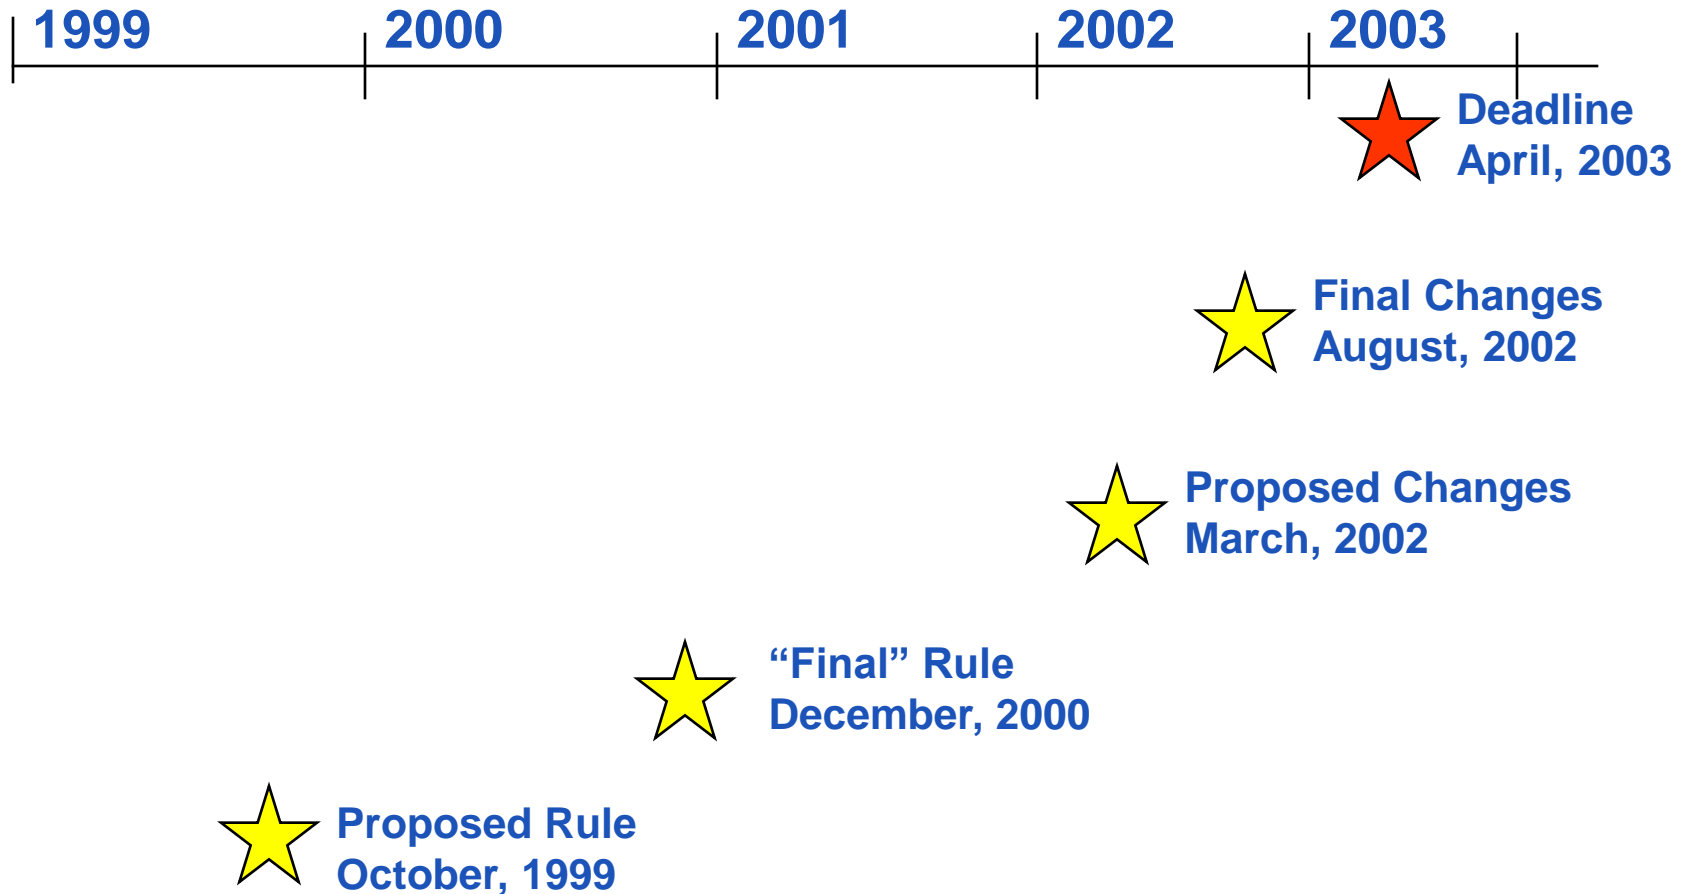 1999 2000 2001 2002 2003
Deadline
April, 2003
Final Changes
August, 2002
Proposed Changes
March, 2002
“Final” Rule
December, 2000
Proposed Rule
October, 1999